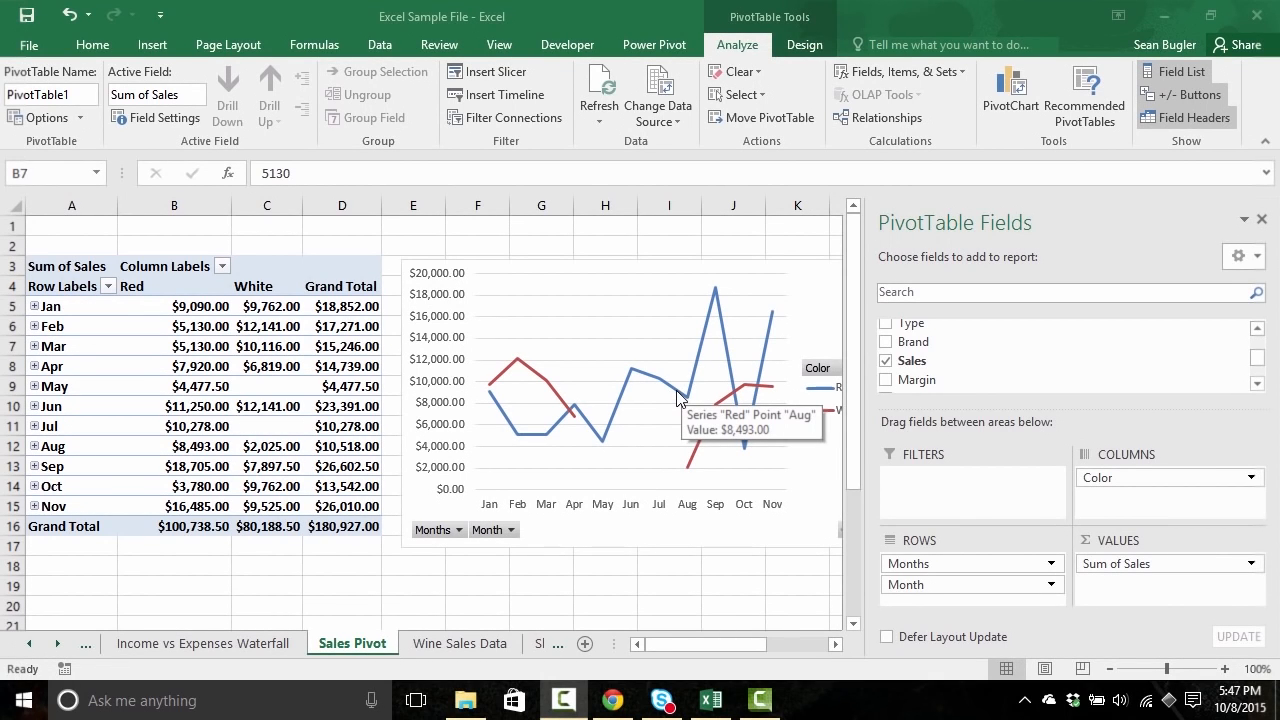 Excel Sample File - Excel
PivotTable Tools
File Home Insert Page Layout Formulas Data Review View Developer Power Pivot Analyze Design Tell me what you want to do... Sean Bugler Share
PivotTable Name:
PivotTable1
Options
PivotTable
Active Field:
Sum of Sales
Field Settings
Drill Down
Drill Up
Active Field
Group Selection
Ungroup
Group Field
Group
Insert Slicer
Insert Timeline
Filter Connections
Filter
Refresh
Change Data Source
Data
Clear
Select
Move PivotTable
Actions
Fields, Items, & Sets
OLAP Tools
Relationships
Calculations
PivotChart
Recommended PivotTables
Tools
Field List
+/- Buttons
Field Headers
Show
B7 fx 5130
A B C D E F G H I J K
1
2
3 Sum of Sales Column Labels
4 Row Labels Red White Grand Total
5 Jan $9,090.00 $9,762.00 $18,852.00
6 Feb $5,130.00 $12,141.00 $17,271.00
7 Mar $5,130.00 $10,116.00 $15,246.00
8 Apr $7,920.00 $6,819.00 $14,739.00
9 May $4,477.50 $4,477.50
10 Jun $11,250.00 $12,141.00 $23,391.00
11 Jul $10,278.00 $10,278.00
12 Aug $8,493.00 $2,025.00 $10,518.00
13 Sep $18,705.00 $7,897.50 $26,602.50
14 Oct $3,780.00 $9,762.00 $13,542.00
15 Nov $16,485.00 $9,525.00 $26,010.00
16 Grand Total $100,738.50 $80,188.50 $180,927.00
17
18
19
20
21
$20,000.00
$18,000.00
$16,000.00
$14,000.00
$12,000.00
$10,000.00
$8,000.00
$6,000.00
$4,000.00
$2,000.00
$0.00
Jan Feb Mar Apr May Jun Jul Aug Sep Oct Nov
Months Month
Color
R
Series "Red" Point "Aug"
Value: $8,493.00
PivotTable Fields
Choose fields to add to report:
Search
Type
Brand
Sales
Margin
Drag fields between areas below:
FILTERS
COLUMNS
Color
ROWS
Months
Month
Σ VALUES
Sum of Sales
Defer Layout Update
UPDATE
... Income vs Expenses Waterfall Sales Pivot Wine Sales Data Sl ...
Ready
100%
Ask me anything
5:47 PM
10/8/2015